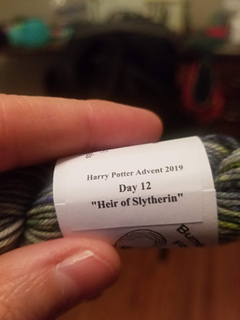 Harry Potter Advent 2019
Day 12
"Heir of Slytherin"